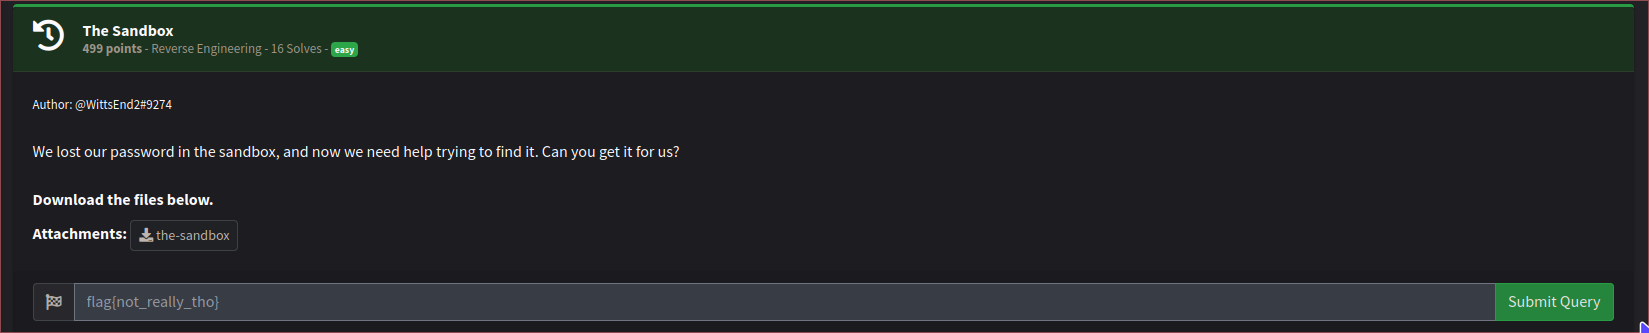 The Sandbox
499 points - Reverse Engineering - 16 Solves - easy
Author: @WittsEnd2#9274
We lost our password in the sandbox, and now we need help trying to find it. Can you get it for us?
Download the files below.
Attachments: the-sandbox
flag{not_really_tho} Submit Query